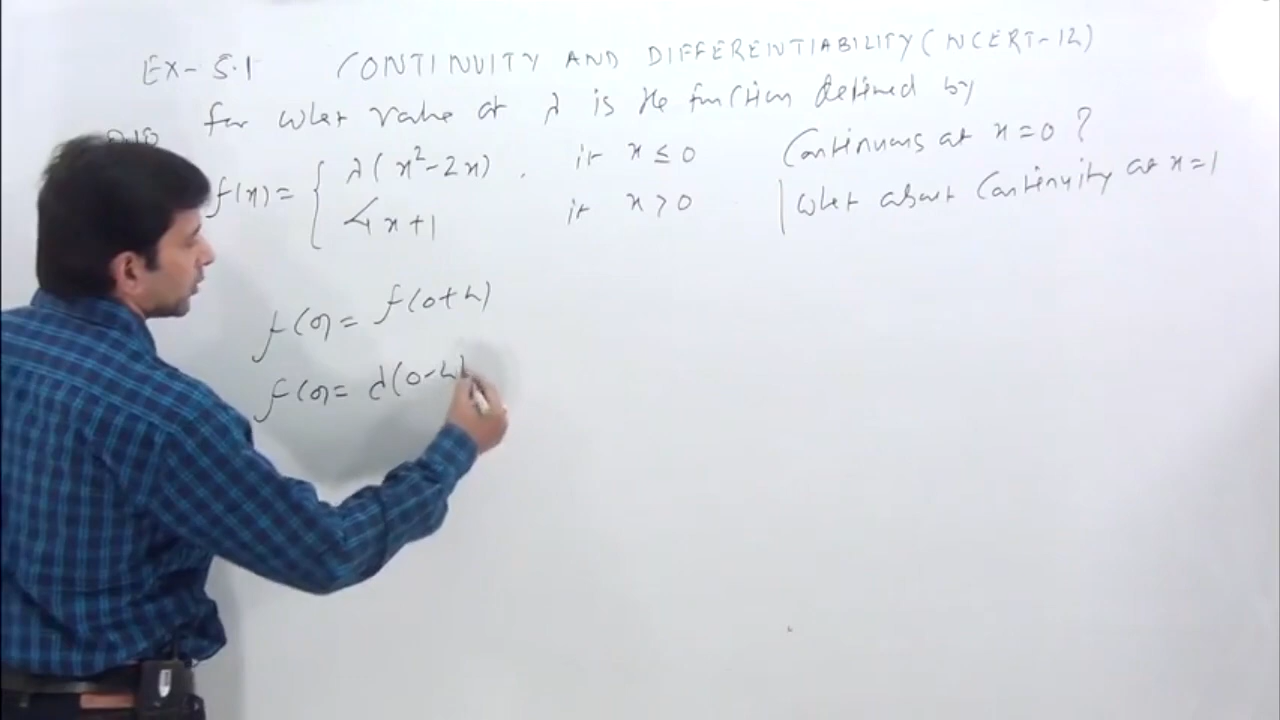 EX-5.1 CONTINUITY AND DIFFERENTIABILITY (NCERT-12)
for what value of λ is the function defined by
f(x) = { λ(x²-2x), if x ≤ 0 Continuous at x=0 ?
4x+1 if x > 0 | What about Continuity at x=1
f(0) = f(0+h)
f(0) = λ(0-h)